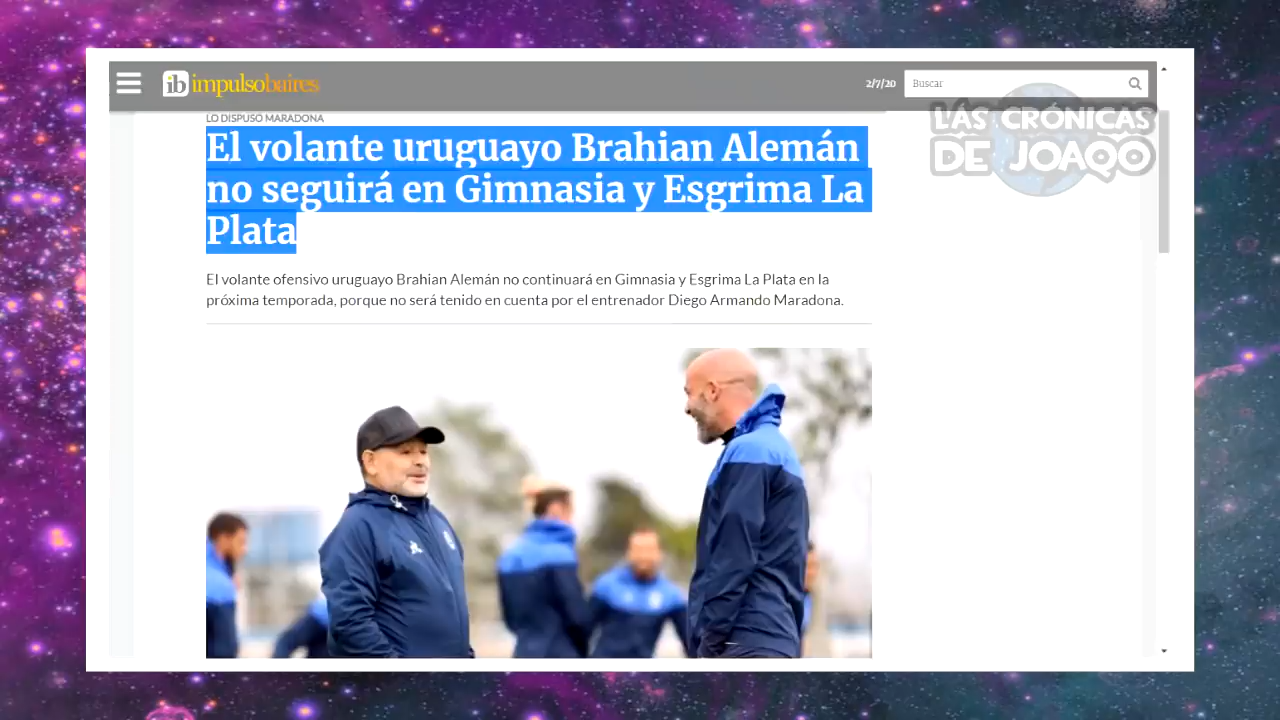 ib impulsobaires
2/7/20
Buscar
LAS CRÓNICAS
DE JOAQO
LO DISPUSO MARADONA
El volante uruguayo Brahian Alemán
no seguirá en Gimnasia y Esgrima La
Plata
El volante ofensivo uruguayo Brahian Alemán no continuará en Gimnasia y Esgrima La Plata en la
próxima temporada, porque no será tenido en cuenta por el entrenador Diego Armando Maradona.